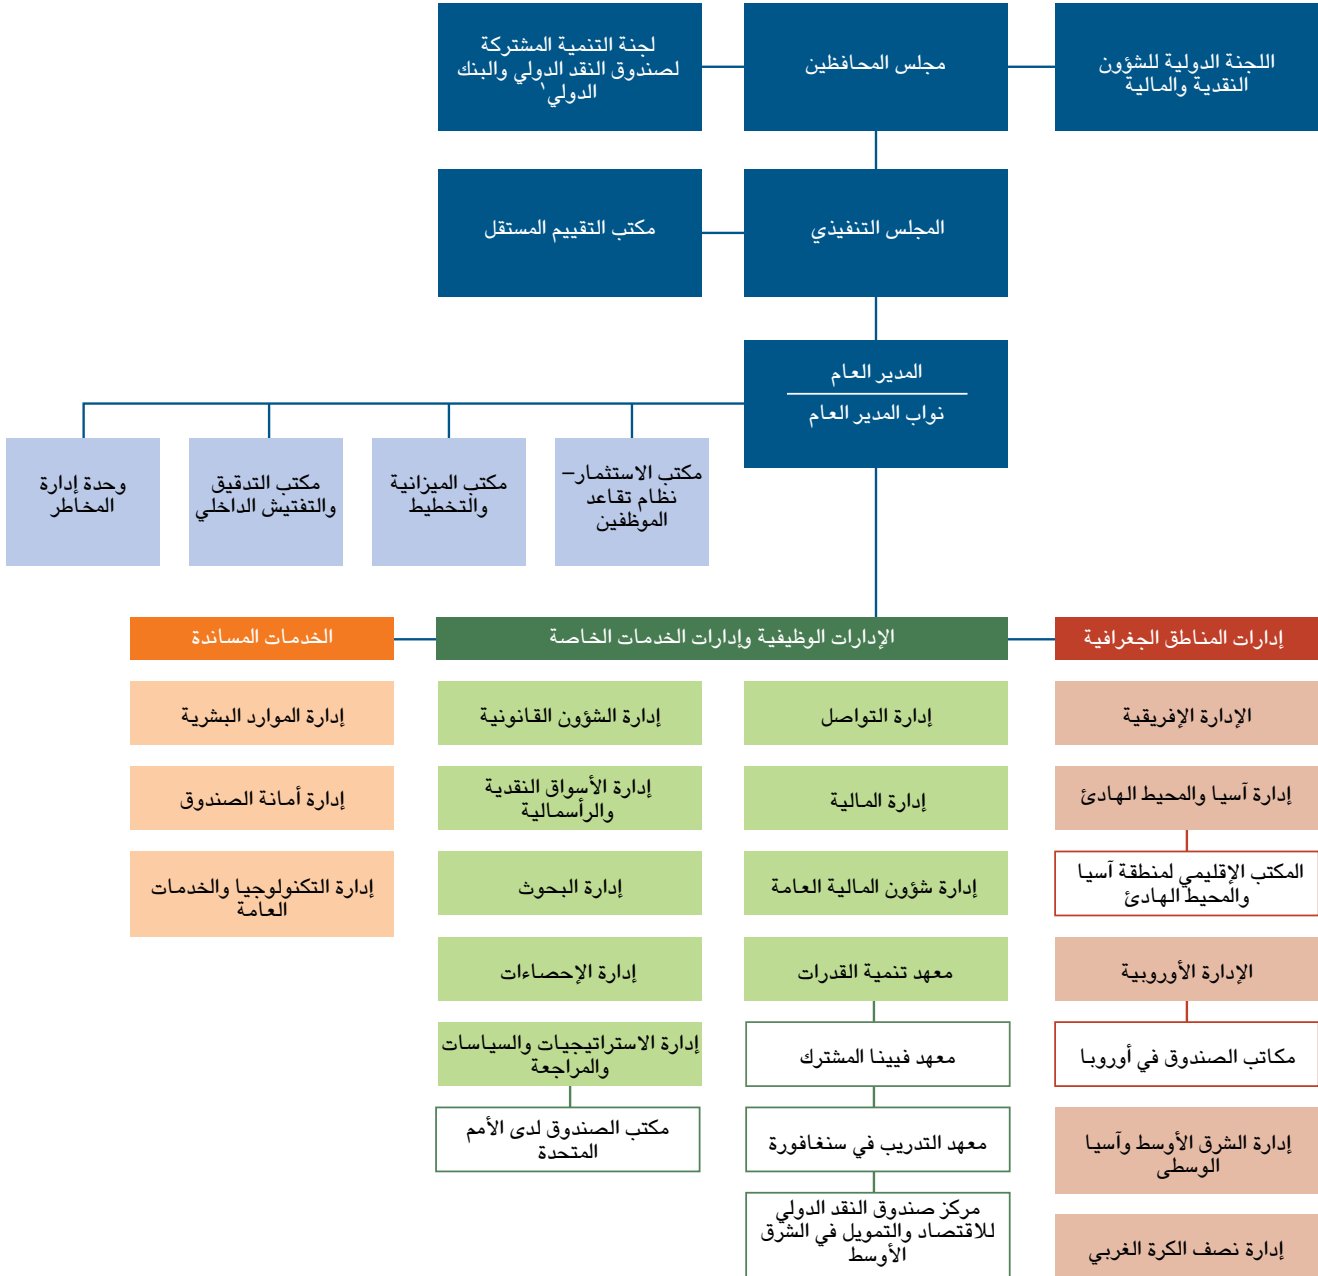 اللجنة الدولية للشؤون
النقدية والمالية
مجلس المحافظين
لجنة التنمية المشتركة
لصندوق النقد الدولي والبنك
الدولي١
المجلس التنفيذي
مكتب التقييم المستقل
المدير العام
نواب المدير العام
مكتب الاستثمار–
نظام تقاعد
الموظفين
مكتب الميزانية
والتخطيط
مكتب التدقيق
والتفتيش الداخلي
وحدة إدارة
المخاطر
إدارات المناطق الجغرافية
الإدارات الوظيفية وإدارات الخدمات الخاصة
الخدمات المساندة
الإدارة الإفريقية
إدارة آسيا والمحيط الهادئ
المكتب الإقليمي لمنطقة آسيا
والمحيط الهادئ
الإدارة الأوروبية
مكاتب الصندوق في أوروبا
إدارة الشرق الأوسط وآسيا
الوسطى
إدارة نصف الكرة الغربي
إدارة التواصل
إدارة المالية
إدارة شؤون المالية العامة
معهد تنمية القدرات
معهد فيينا المشترك
معهد التدريب في سنغافورة
مركز صندوق النقد الدولي
للاقتصاد والتمويل في الشرق
الأوسط
إدارة الشؤون القانونية
إدارة الأسواق النقدية
والرأسمالية
إدارة البحوث
إدارة الإحصاءات
إدارة الاستراتيجيات والسياسات
والمراجعة
مكتب الصندوق لدى الأمم
المتحدة
إدارة الموارد البشرية
إدارة أمانة الصندوق
إدارة التكنولوجيا والخدمات
العامة